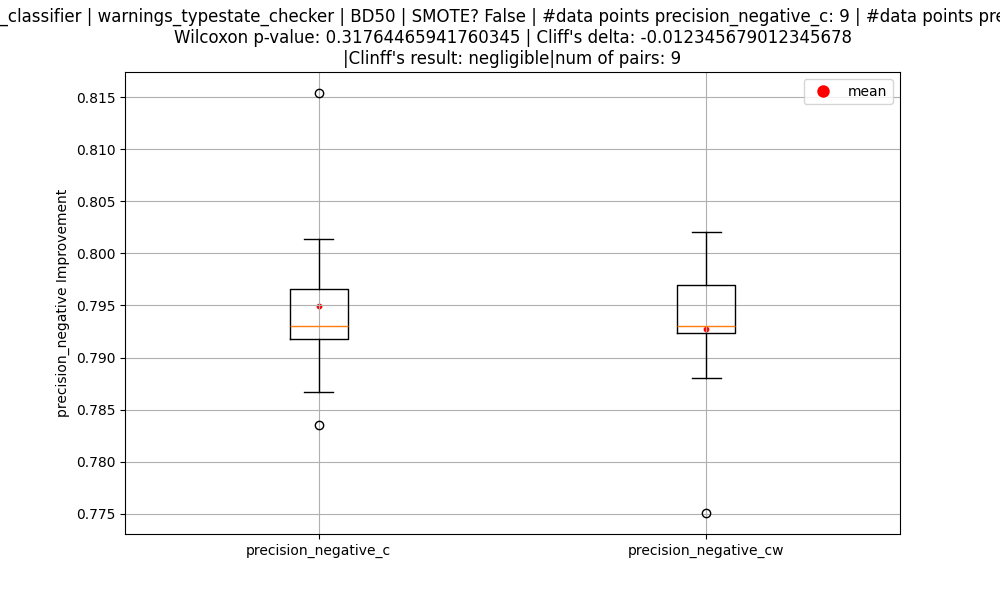 _classifier | warnings_typestate_checker | BD50 | SMOTE? False | #data points precision_negative_c: 9 | #data points pre
Wilcoxon p-value: 0.31764465941760345 | Cliff's delta: -0.012345679012345678
|Clinff's result: negligible|num of pairs: 9
mean
0.815
0.810
0.805
0.800
0.795
0.790
0.785
0.780
0.775
precision_negative Improvement
precision_negative_c
precision_negative_cw